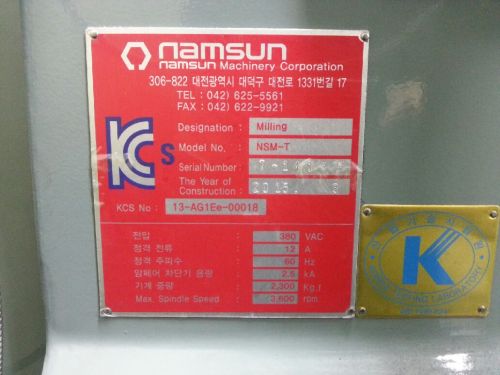 namsun
namsun Machinery Corporation
306-822 대전광역시 대덕구 대전로 1331번길 17
TEL : 042) 625-5561
FAX : 042) 622-9921
KCs
Designation : Milling
Model No. : NSM-T
Serial Number
The Year of
Construction : 2015. 3
KCS No : 13-AG1Ee-00018
전압 : 380 VAC
정격 전류 : 12 A
정격 주파수 : 60 Hz
암페어 차단기 용량 : 2.5 kA
기계 중량 : 2,300 Kg.f
Max. Spindle Speed : 3,600 rpm
K